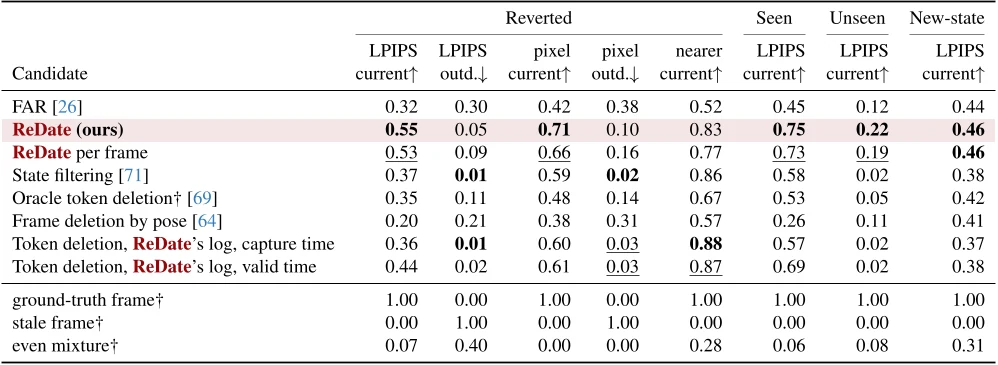 Reverted Seen Unseen New-state
LPIPS LPIPS pixel pixel nearer LPIPS LPIPS LPIPS
Candidate current↑ outd.↓ current↑ outd.↓ current↑ current↑ current↑ current↑
FAR [26] 0.32 0.30 0.42 0.38 0.52 0.45 0.12 0.44
ReDate (ours) 0.55 0.05 0.71 0.10 0.83 0.75 0.22 0.46
ReDate per frame 0.53 0.09 0.66 0.16 0.77 0.73 0.19 0.46
State filtering [71] 0.37 0.01 0.59 0.02 0.86 0.58 0.02 0.38
Oracle token deletion† [69] 0.35 0.11 0.48 0.14 0.67 0.53 0.05 0.42
Frame deletion by pose [64] 0.20 0.21 0.38 0.31 0.57 0.26 0.11 0.41
Token deletion, ReDate's log, capture time 0.36 0.01 0.60 0.03 0.88 0.57 0.02 0.37
Token deletion, ReDate's log, valid time 0.44 0.02 0.61 0.03 0.87 0.69 0.02 0.38
ground-truth frame† 1.00 0.00 1.00 0.00 1.00 1.00 1.00 1.00
stale frame† 0.00 1.00 0.00 1.00 0.00 0.00 0.00 0.00
even mixture† 0.07 0.40 0.00 0.00 0.28 0.06 0.08 0.31